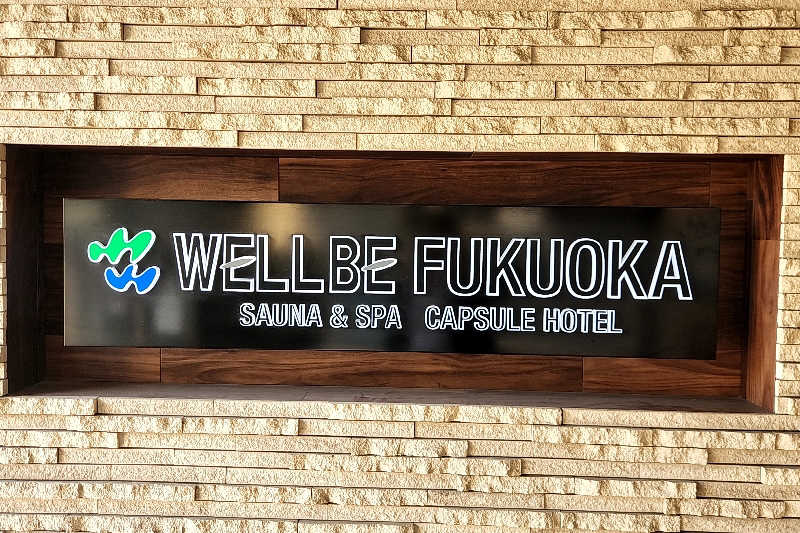 WELLBE FUKUOKA
SAUNA & SPA CAPSULE HOTEL